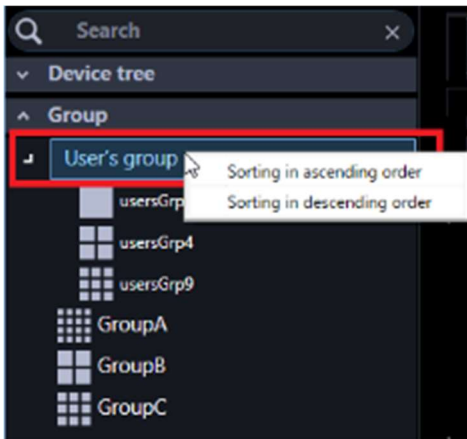 Search
Device tree
Group
User's group
Sorting in ascending order
Sorting in descending order
usersGrp
usersGrp4
usersGrp9
GroupA
GroupB
GroupC